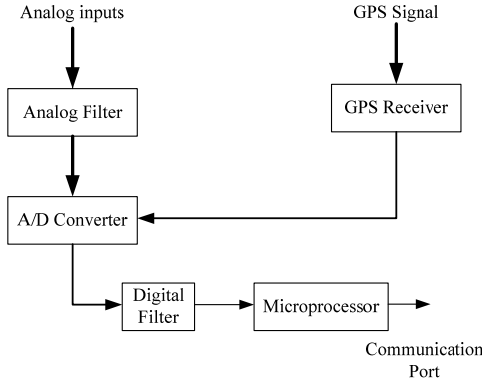 Analog inputs
GPS Signal
Analog Filter
GPS Receiver
A/D Converter
Digital
Filter
Microprocessor
Communication
Port